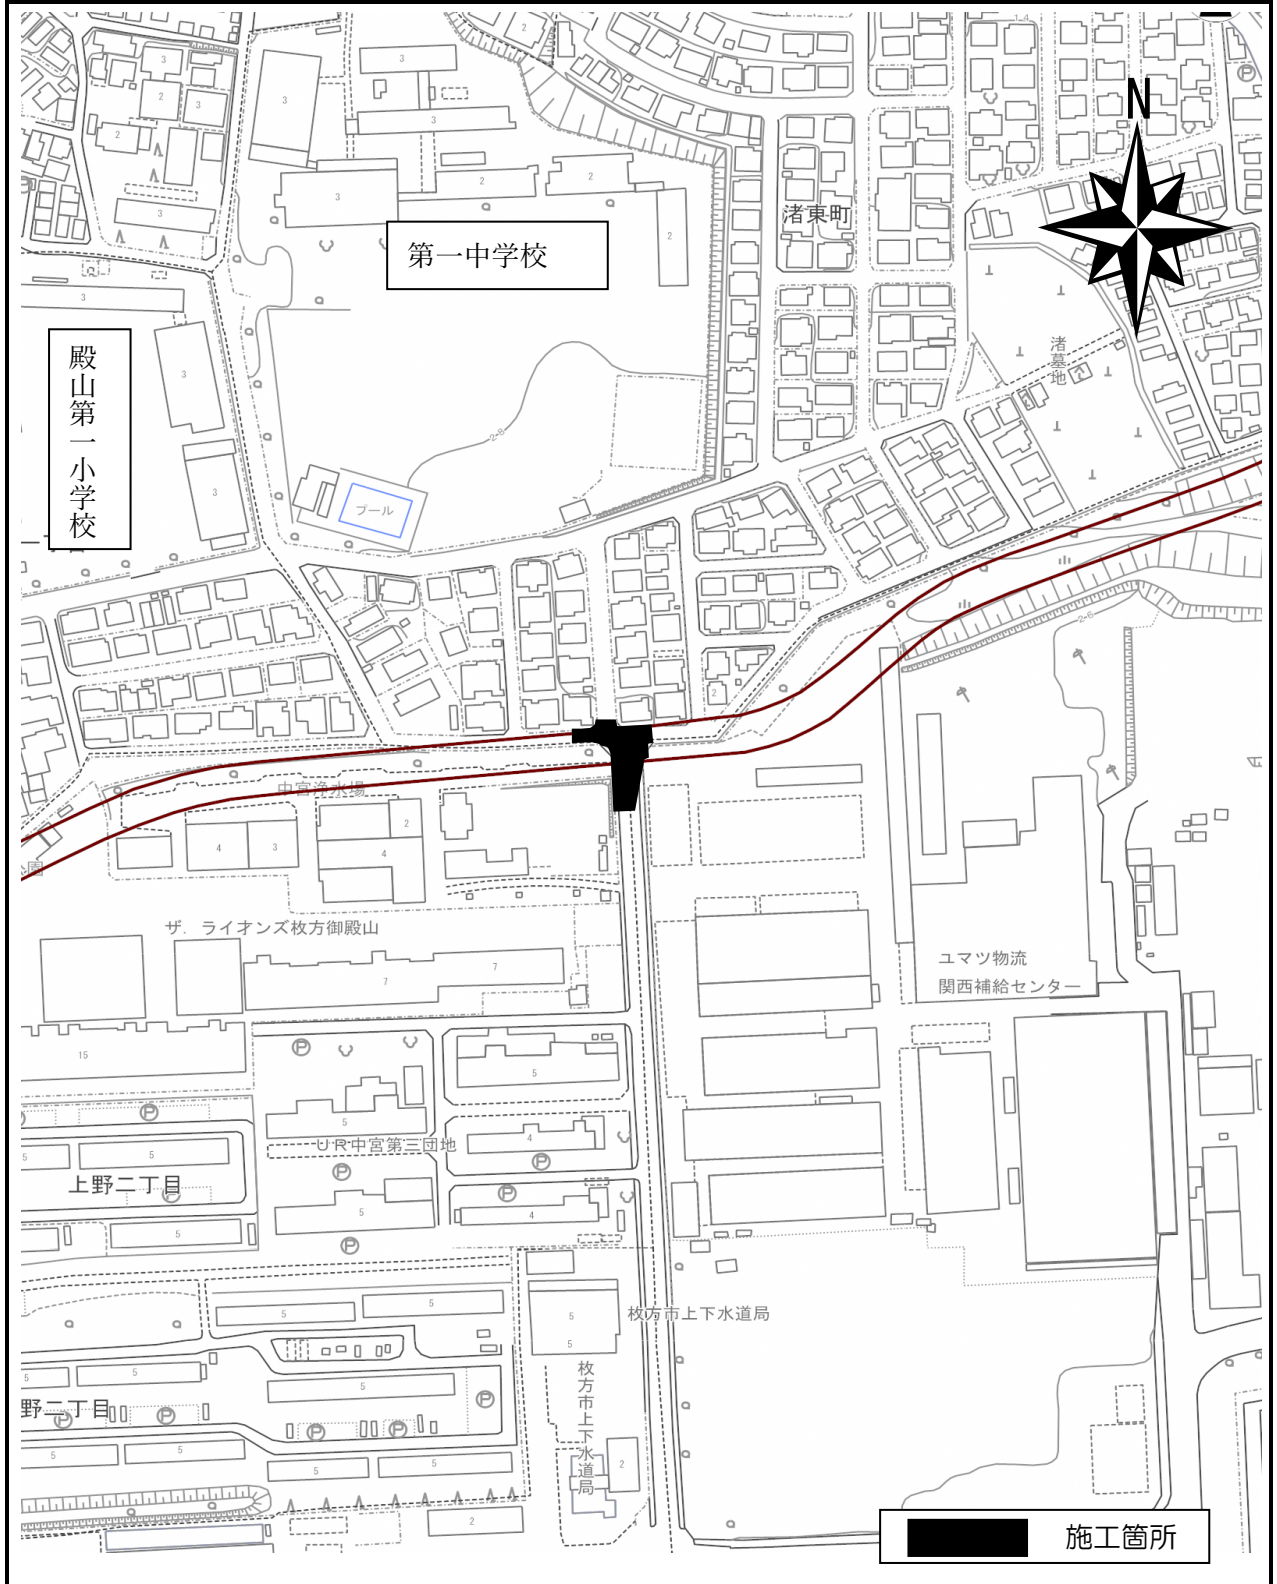 N
渚東町
第一中学校
殿山第一小学校
渚墓地
プール
中宮浄水場
ザ．ライオンズ枚方御殿山
ユマツ物流
関西補給センター
UR中宮第三団地
上野二丁目
枚方市上下水道局
枚方市上下水道局
野二丁目
施工箇所